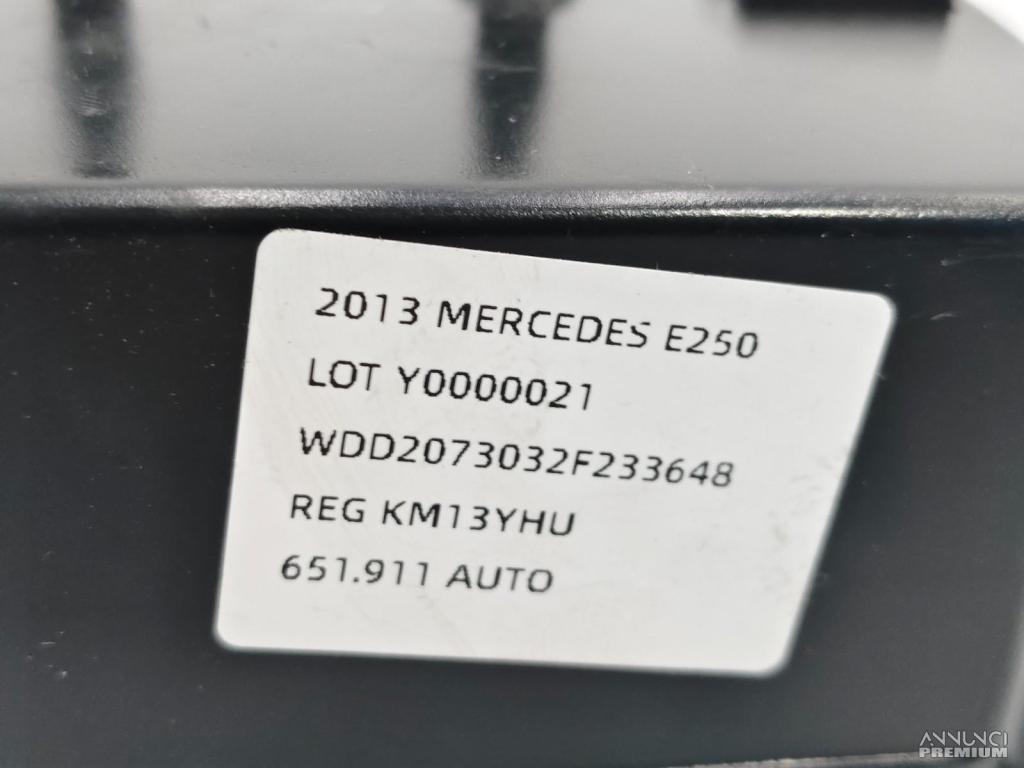 2013 MERCEDES E250
LOT Y0000021
WDD2073032F233648
REG KM13YHU
651.911 AUTO
ANNUNCI
PREMIUM